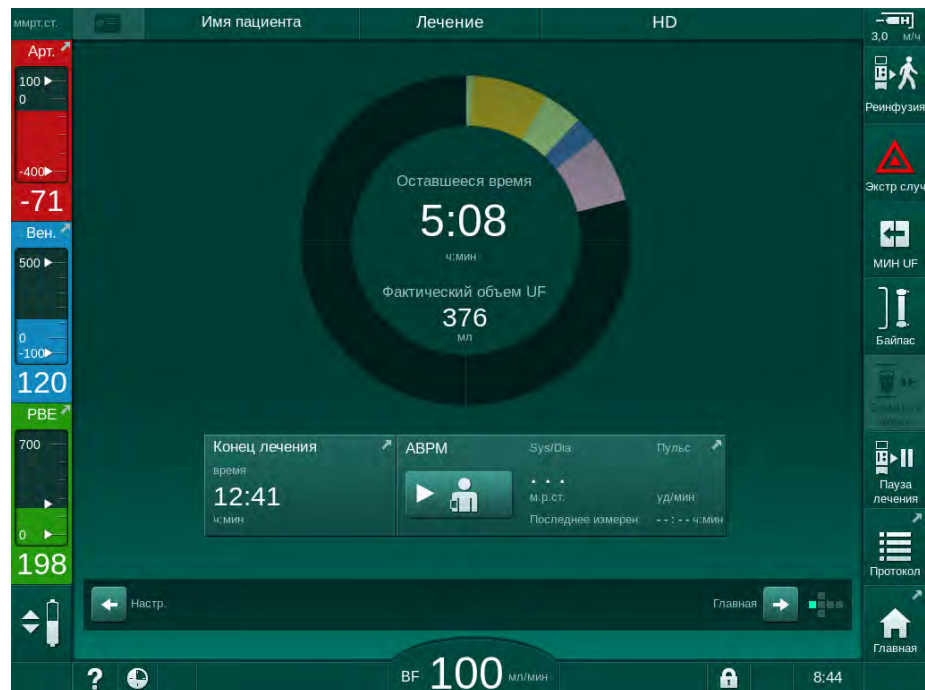 ммрт.ст.
Имя пациента
Лечение
HD
3,0 м/ч
Арт.
100
0
-400
-71
Вен.
500
0
-100
120
PBE
700
0
198
Оставшееся время
5:08
ч:мин
Фактический объем UF
376
мл
Конец лечения
время
12:41
ч:мин
ABPM
Sys/Dia
Пульс
. . .
м.р.ст.
уд/мин
Последнее измерен:
--:-- ч:мин
Настр.
Главная
Реинфузия
Экстр случ
МИН UF
Байпас
Пауза
лечения
Протокол
Главная
?
BF 100 мл/мин
8:44